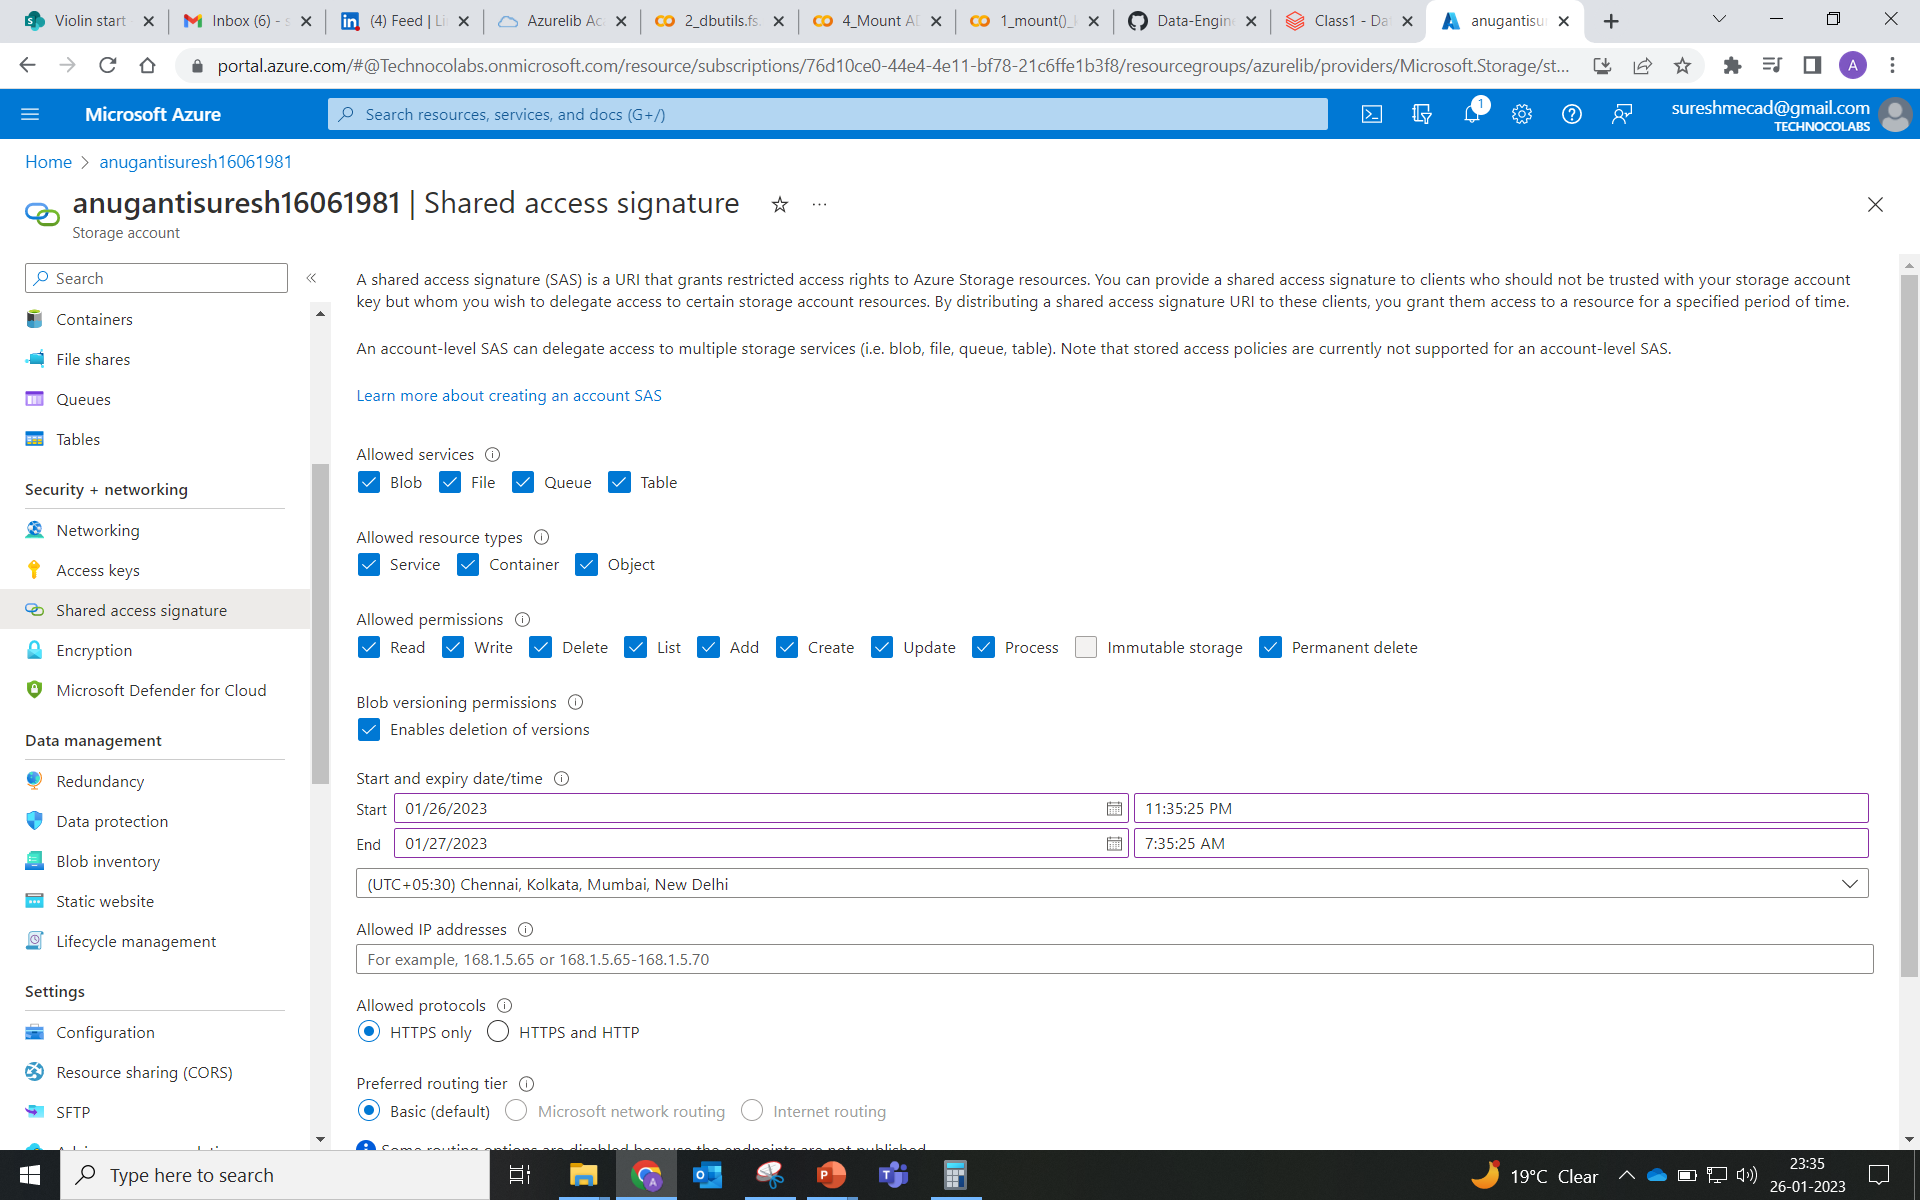 Violin start
Inbox (6) - s
(4) Feed | Li
Azurelib Ac
2_dbutils.fs.
4_Mount A
1_mount()_
Data-Engin
Class1 - Da
anugantisu
portal.azure.com/#@Technocolabs.onmicrosoft.com/resource/subscriptions/76d10ce0-44e4-4e11-bf78-21c6ffe1b3f8/resourcegroups/azurelib/providers/Microsoft.Storage/st...
A
Microsoft Azure
Search resources, services, and docs (G+/)
1
sureshmecad@gmail.com
TECHNOCOLABS
Home > anugantisuresh16061981
anugantisuresh16061981 | Shared access signature
Storage account
Search
Containers
File shares
Queues
Tables
Security + networking
Networking
Access keys
Shared access signature
Encryption
Microsoft Defender for Cloud
Data management
Redundancy
Data protection
Blob inventory
Static website
Lifecycle management
Settings
Configuration
Resource sharing (CORS)
SFTP
A shared access signature (SAS) is a URI that grants restricted access rights to Azure Storage resources. You can provide a shared access signature to clients who should not be trusted with your storage account
key but whom you wish to delegate access to certain storage account resources. By distributing a shared access signature URI to these clients, you grant them access to a resource for a specified period of time.
An account-level SAS can delegate access to multiple storage services (i.e. blob, file, queue, table). Note that stored access policies are currently not supported for an account-level SAS.
Learn more about creating an account SAS
Allowed services
Blob File Queue Table
Allowed resource types
Service Container Object
Allowed permissions
Read Write Delete List Add Create Update Process Immutable storage Permanent delete
Blob versioning permissions
Enables deletion of versions
Start and expiry date/time
Start 01/26/2023 11:35:25 PM
End 01/27/2023 7:35:25 AM
(UTC+05:30) Chennai, Kolkata, Mumbai, New Delhi
Allowed IP addresses
For example, 168.1.5.65 or 168.1.5.65-168.1.5.70
Allowed protocols
HTTPS only HTTPS and HTTP
Preferred routing tier
Basic (default) Microsoft network routing Internet routing
Some routing options are disabled because the endpoints are not published.
Type here to search
19°C Clear
23:35
26-01-2023